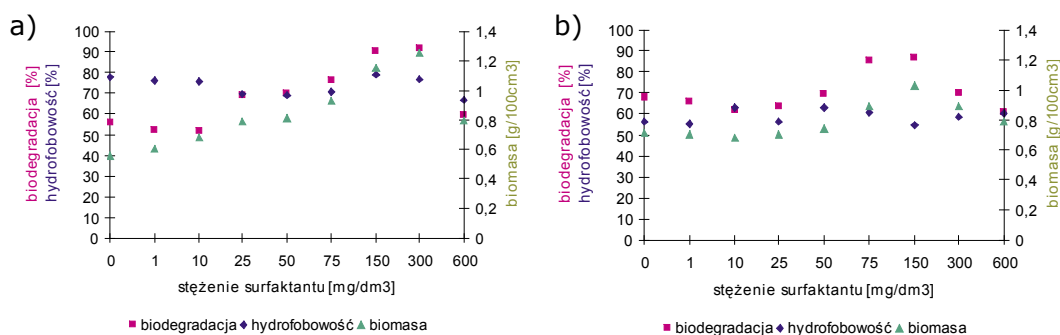 a)
biodegradacja [%]
hydrofobowość [%]
100
90
80
70
60
50
40
30
20
10
0
1,4
1,2
1
0,8
0,6
0,4
0,2
0
biomasa [g/100cm3]
0 1 10 25 50 75 150 300 600
stężenie surfaktantu [mg/dm3]
biodegradacja hydrofobowość biomasa
b)
biodegradacja [%]
hydrofobowość [%]
100
90
80
70
60
50
40
30
20
10
0
1,4
1,2
1
0,8
0,6
0,4
0,2
0
biomasa [g/100cm3]
0 1 10 25 50 75 150 300 600
stężenie surfaktantu [mg/dm3]
biodegradacja hydrofobowość biomasa